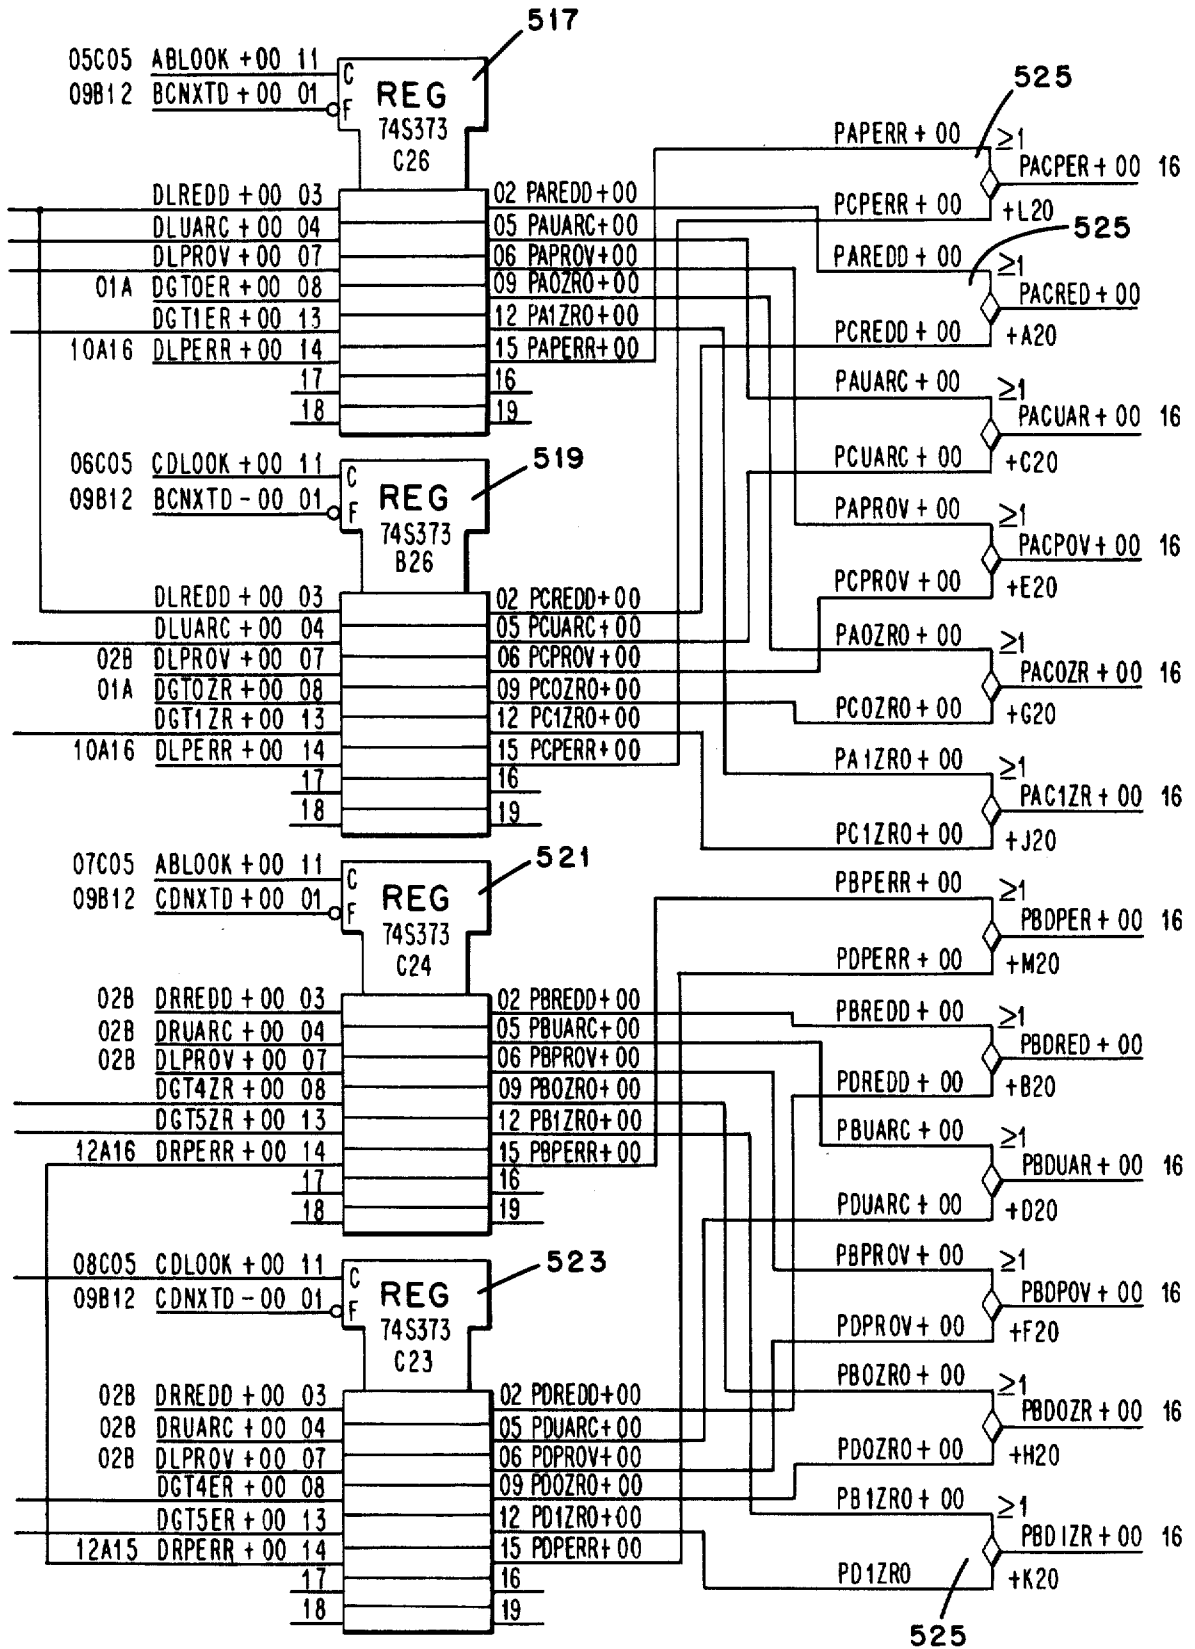 517
05C05 ABLOOK +00 11
09B12 BCNXTD +00 01
C
F
REG
74S373
C26
DLREDD +00 03
DLUARC +00 04
DLPROV +00 07
01A DGT0ER +00 08
DGT1ER +00 13
10A16 DLPERR +00 14
17
18
02 PAREDD+00
05 PAUARC+00
06 PAPROV+00
09 PA0ZR0+00
12 PA1ZR0+00
15 PAPERR+00
16
19
519
06C05 CDLOOK +00 11
09B12 BCNXTD -00 01
C
F
REG
74S373
B26
DLREDD +00 03
DLUARC +00 04
02B DLPROV +00 07
01A DGT0ZR +00 08
DGT1ZR +00 13
10A16 DLPERR +00 14
17
18
02 PCREDD+00
05 PCUARC+00
06 PCPROV+00
09 PC0ZR0+00
12 PC1ZR0+00
15 PCPERR+00
16
19
521
07C05 ABLOOK +00 11
09B12 CDNXTD +00 01
C
F
REG
74S373
C24
02B DRREDD +00 03
02B DRUARC +00 04
02B DLPROV +00 07
DGT4ZR +00 08
DGT5ZR +00 13
12A16 DRPERR +00 14
17
18
02 PBREDD+00
05 PBUARC+00
06 PBPROV+00
09 PB0ZR0+00
12 PB1ZR0+00
15 PBPERR+00
16
19
523
08C05 CDLOOK +00 11
09B12 CDNXTD -00 01
C
F
REG
74S373
C23
02B DRREDD +00 03
02B DRUARC +00 04
02B DLPROV +00 07
DGT4ER +00 08
DGT5ER +00 13
12A15 DRPERR +00 14
17
18
02 PDREDD+00
05 PDUARC+00
06 PDPROV+00
09 PD0ZR0+00
12 PD1ZR0+00
15 PDPERR+00
16
19
525
PAPERR + 00
≥1
PACPER + 00 16
PCPERR + 00
+L20
525
PAREDD + 00
≥1
PACRED + 00
PCREDD + 00
+A20
PAUARC + 00
≥1
PACUAR + 00 16
PCUARC + 00
+C20
PAPROV + 00
≥1
PACPOV + 00 16
PCPROV + 00
+E20
PA0ZR0 + 00
≥1
PAC0ZR + 00 16
PC0ZR0 + 00
+G20
PA1ZR0 + 00
≥1
PAC1ZR + 00 16
PC1ZR0 + 00
+J20
PBPERR + 00
≥1
PBDPER + 00 16
PDPERR + 00
+M20
PBREDD + 00
≥1
PBDRED + 00
PDREDD + 00
+B20
PBUARC + 00
≥1
PBDUAR + 00 16
PDUARC + 00
+D20
PBPROV + 00
≥1
PBDPOV + 00 16
PDPROV + 00
+F20
PB0ZR0 + 00
≥1
PBD0ZR + 00 16
PD0ZR0 + 00
+H20
PB1ZR0 + 00
≥1
PBD1ZR + 00 16
PD1ZR0
+K20
525